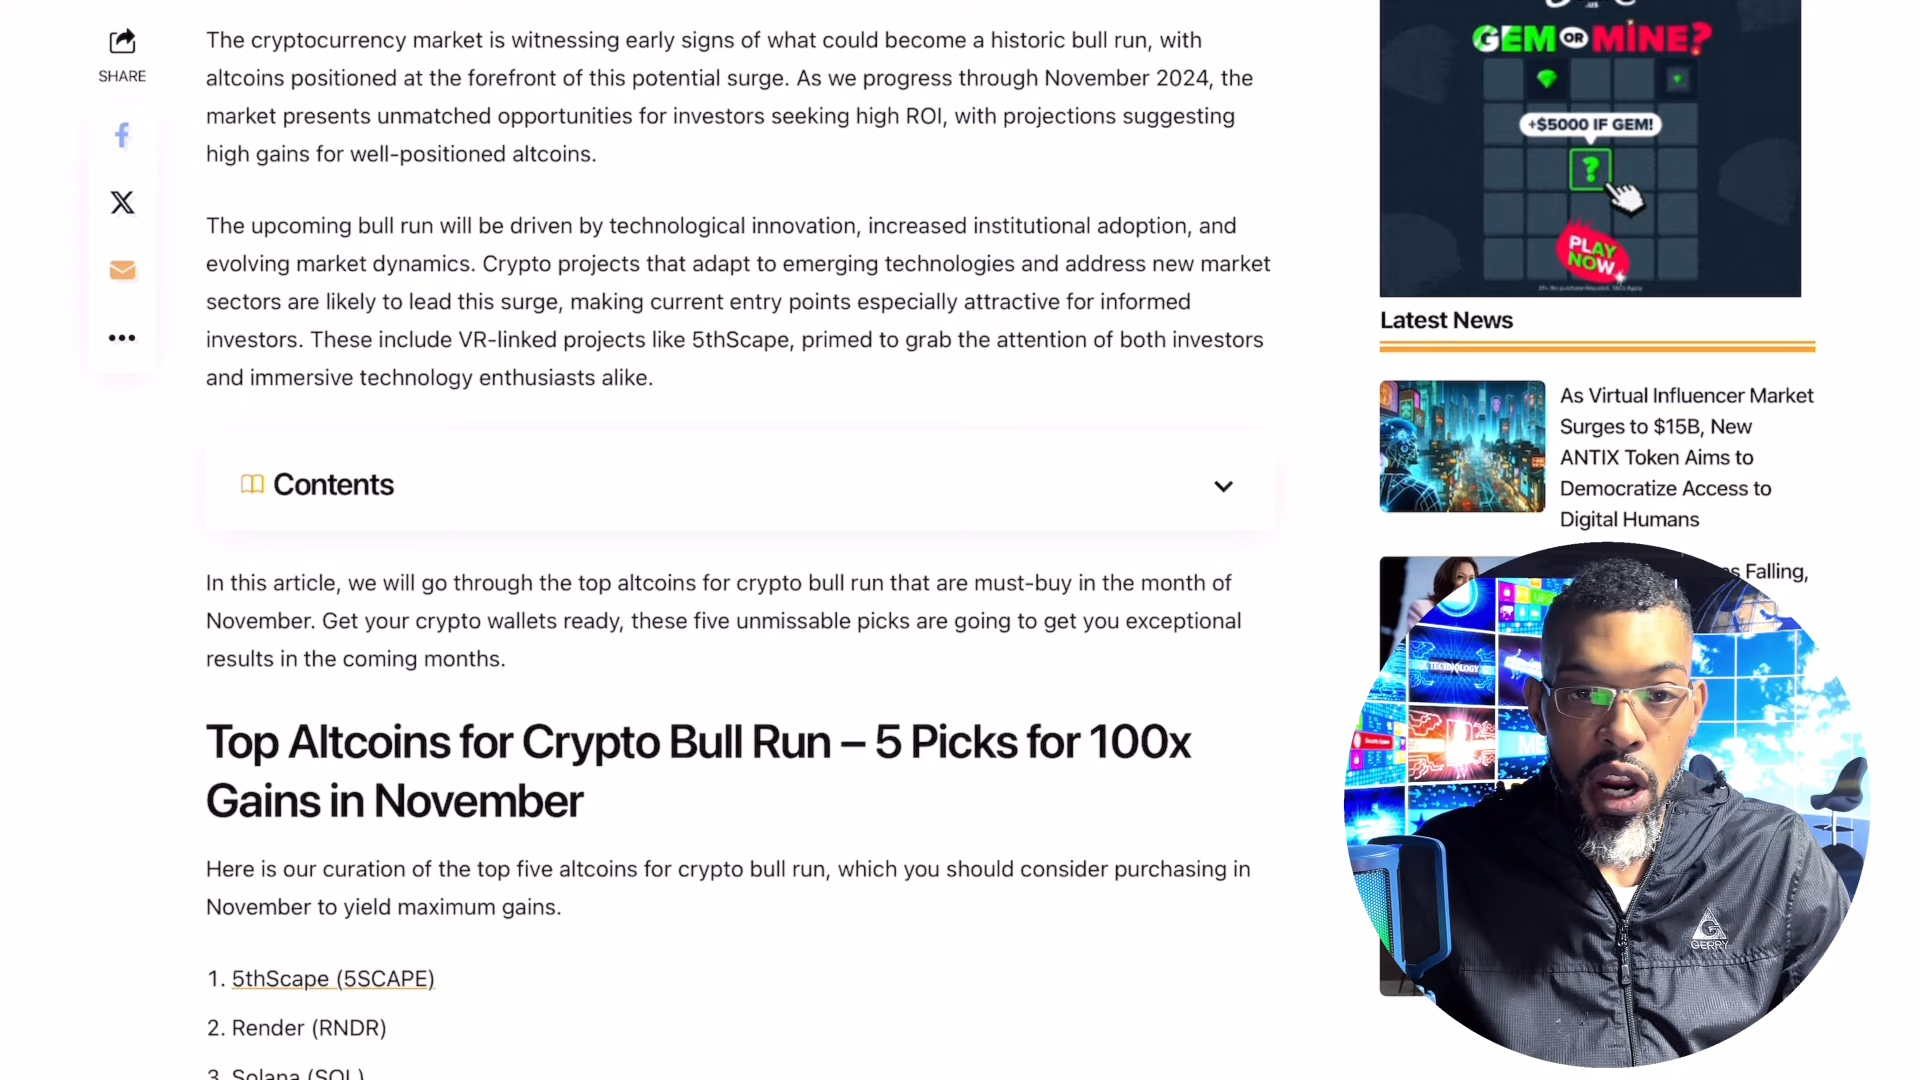 The cryptocurrency market is witnessing early signs of what could become a historic bull run, with
altcoins positioned at the forefront of this potential surge. As we progress through November 2024, the
market presents unmatched opportunities for investors seeking high ROI, with projections suggesting
high gains for well-positioned altcoins.
The upcoming bull run will be driven by technological innovation, increased institutional adoption, and
evolving market dynamics. Crypto projects that adapt to emerging technologies and address new market
sectors are likely to lead this surge, making current entry points especially attractive for informed
investors. These include VR-linked projects like 5thScape, primed to grab the attention of both investors
and immersive technology enthusiasts alike.
Contents
In this article, we will go through the top altcoins for crypto bull run that are must-buy in the month of
November. Get your crypto wallets ready, these five unmissable picks are going to get you exceptional
results in the coming months.
Top Altcoins for Crypto Bull Run – 5 Picks for 100x
Gains in November
Here is our curation of the top five altcoins for crypto bull run, which you should consider purchasing in
November to yield maximum gains.
1. 5thScape (5SCAPE)
2. Render (RNDR)
3. Solana (SOL)
SHARE
GEM OR MINE?
+$5000 IF GEM!
?
PLAY
NOW
Latest News
As Virtual Influencer Market
Surges to $15B, New
ANTIX Token Aims to
Democratize Access to
Digital Humans
Falling,
GERRY